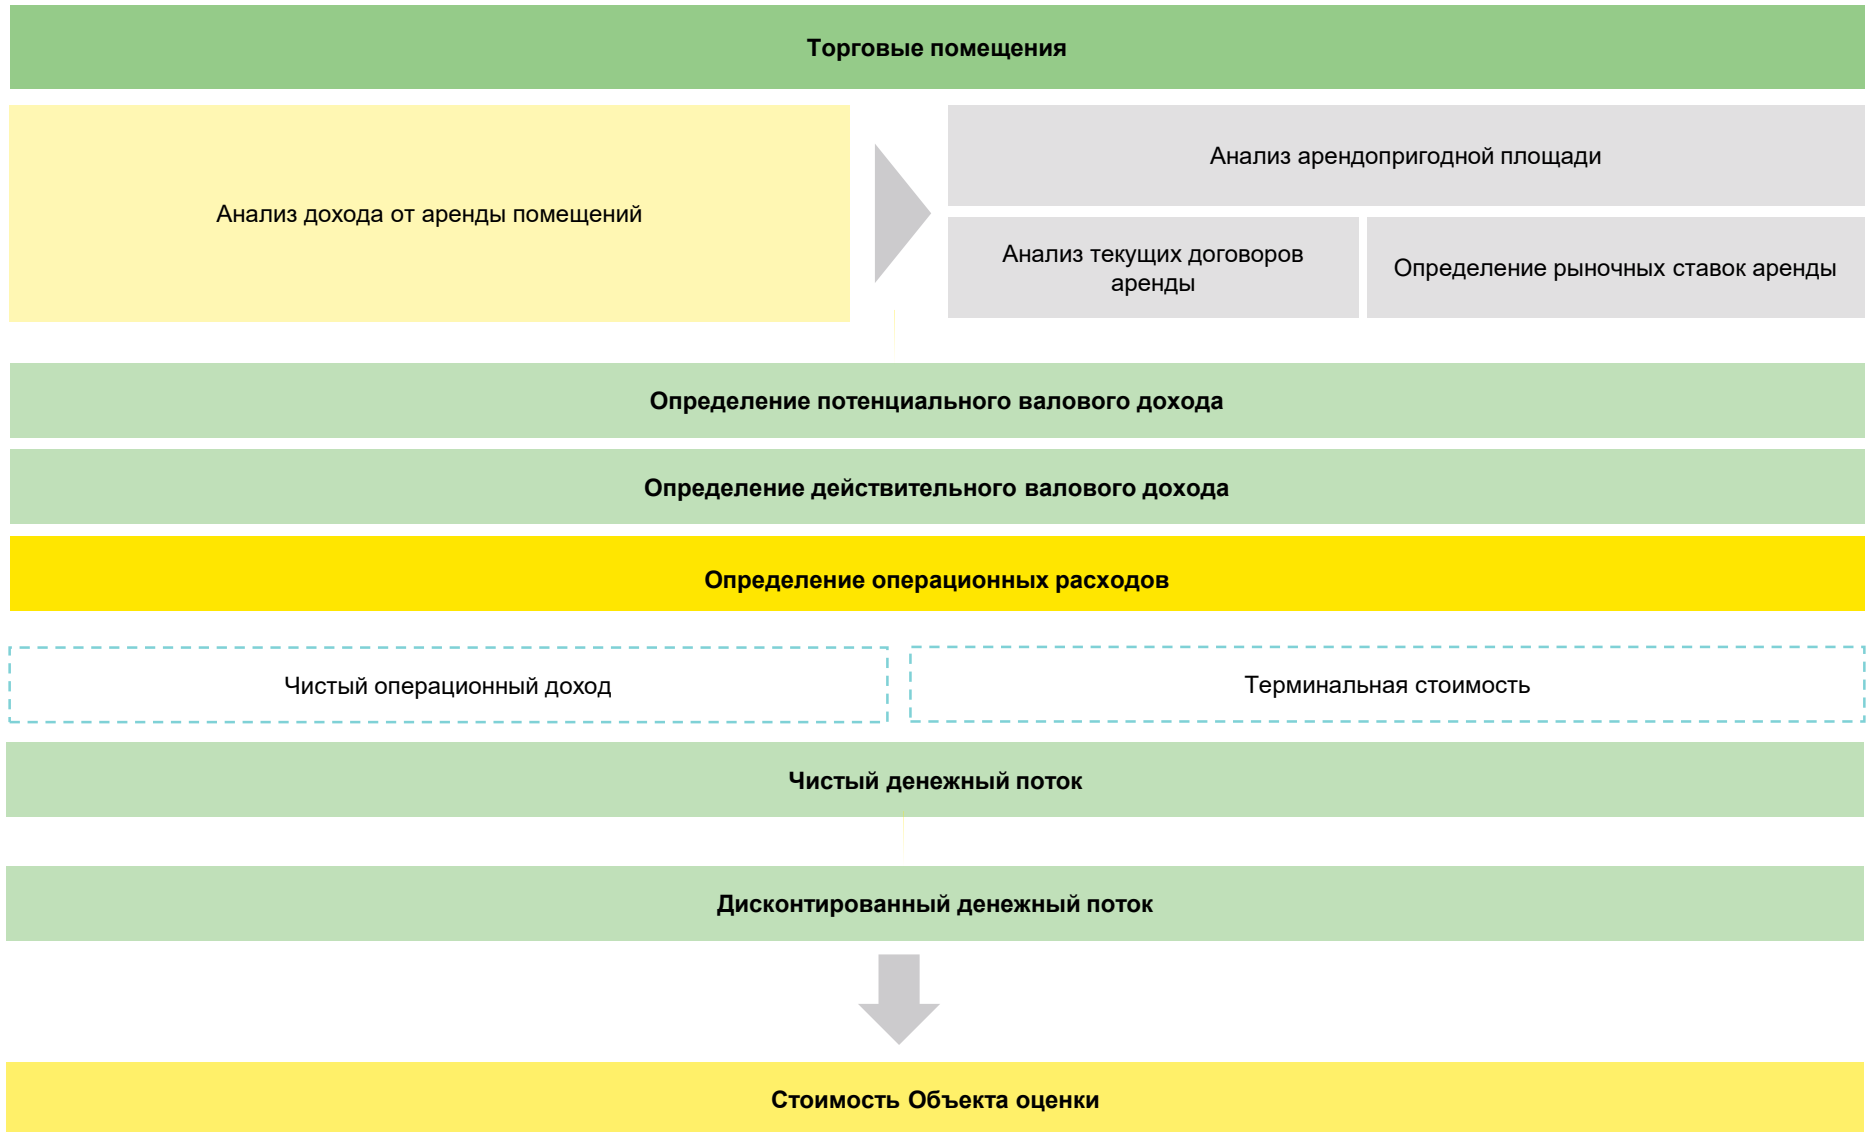 Торговые помещения
Анализ дохода от аренды помещений
Анализ арендопригодной площади
Анализ текущих договоров
аренды
Определение рыночных ставок аренды
Определение потенциального валового дохода
Определение действительного валового дохода
Определение операционных расходов
Чистый операционный доход
Терминальная стоимость
Чистый денежный поток
Дисконтированный денежный поток
Стоимость Объекта оценки